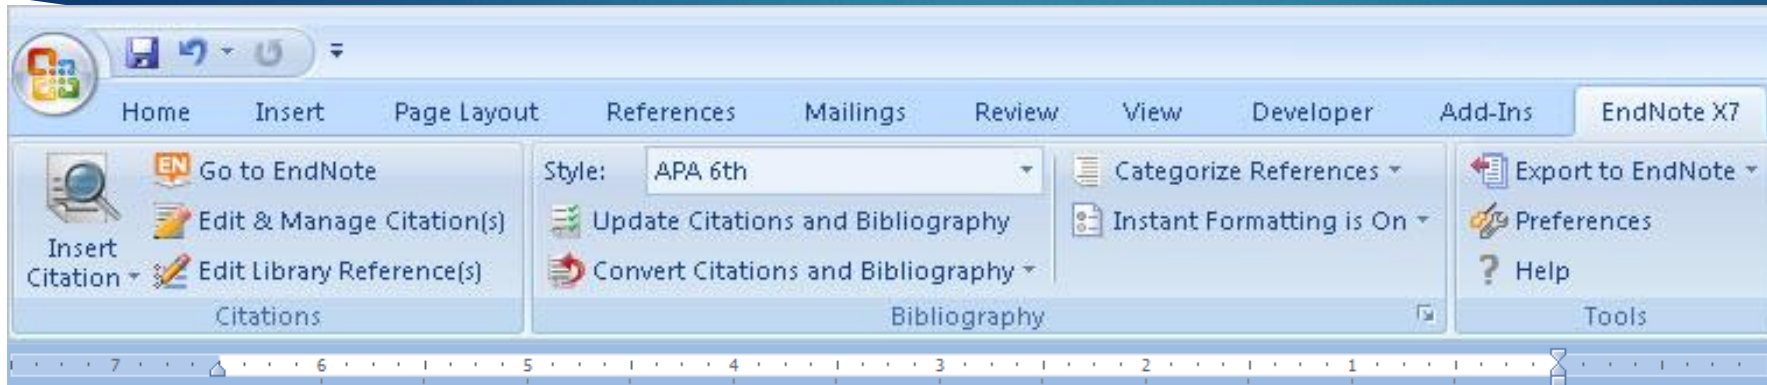 Home Insert Page Layout References Mailings Review View Developer Add-Ins EndNote X7
Insert Citation
EN Go to EndNote
Edit & Manage Citation(s)
Edit Library Reference(s)
Citations
Style: APA 6th
Update Citations and Bibliography
Convert Citations and Bibliography
Categorize References
Instant Formatting is On
Bibliography
Export to EndNote
Preferences
? Help
Tools
7 6 5 4 3 2 1